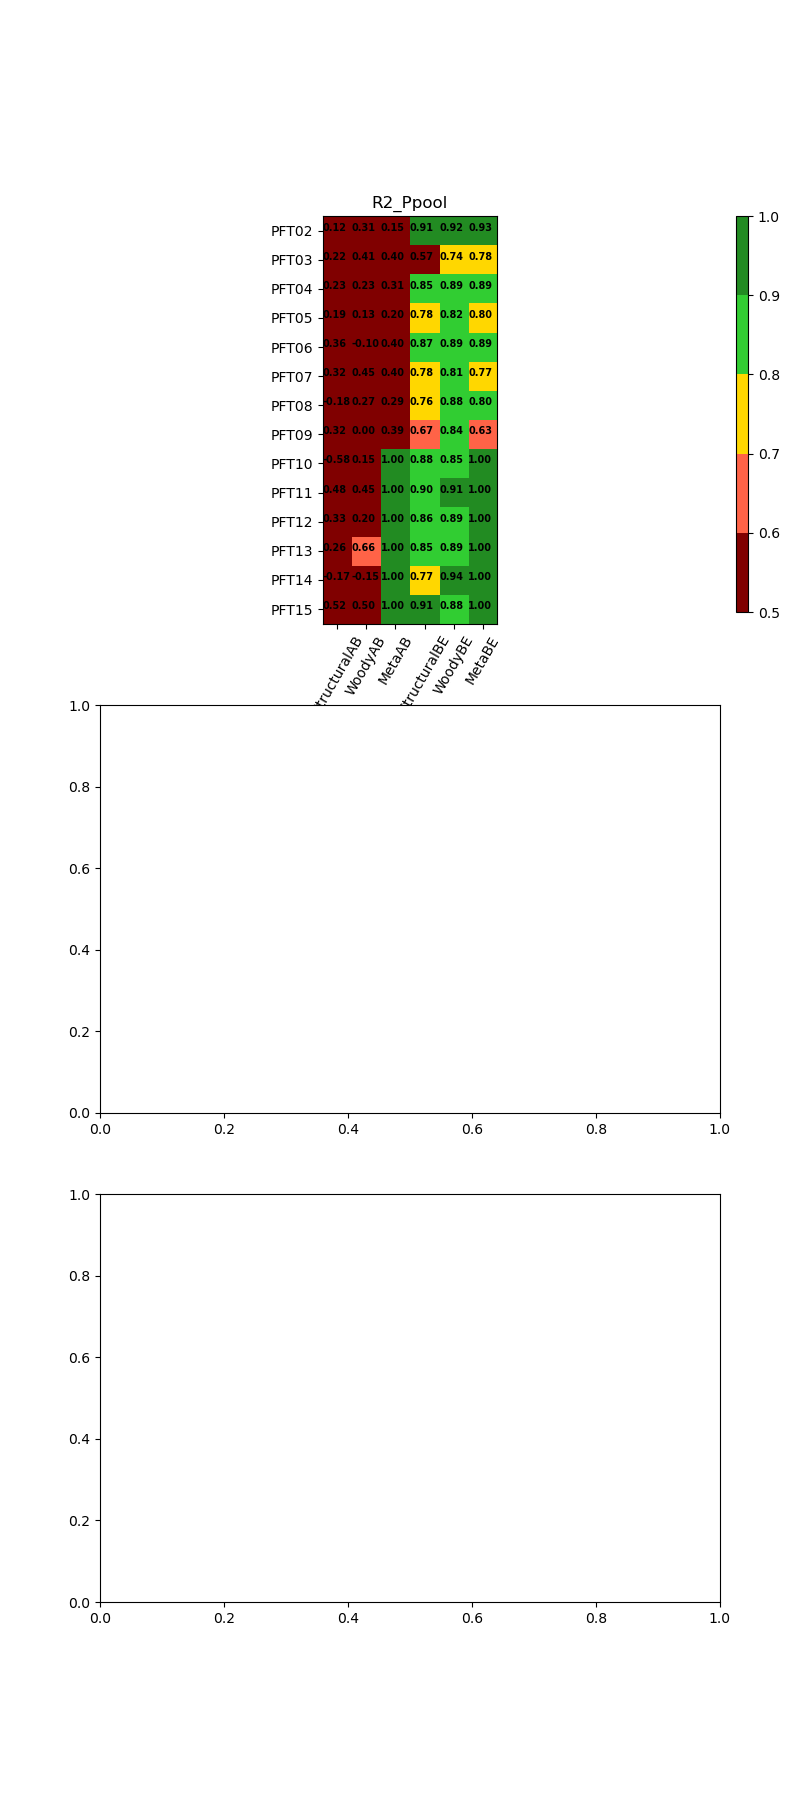 R2_Ppool
PFT02 0.12 0.31 0.15 0.91 0.92 0.93
PFT03 0.22 0.41 0.40 0.57 0.74 0.78
PFT04 0.23 0.23 0.31 0.85 0.89 0.89
PFT05 0.19 0.13 0.20 0.78 0.82 0.80
PFT06 0.36 -0.10 0.40 0.87 0.89 0.89
PFT07 0.32 0.45 0.40 0.78 0.81 0.77
PFT08 -0.18 0.27 0.29 0.76 0.88 0.80
PFT09 0.32 0.00 0.39 0.67 0.84 0.63
PFT10 -0.58 0.15 1.00 0.88 0.85 1.00
PFT11 0.48 0.45 1.00 0.90 0.91 1.00
PFT12 0.33 0.20 1.00 0.86 0.89 1.00
PFT13 0.26 0.66 1.00 0.85 0.89 1.00
PFT14 -0.17 -0.15 1.00 0.77 0.94 1.00
PFT15 0.52 0.50 1.00 0.91 0.88 1.00
tructuralAB WoodyAB MetaAB tructuralBE WoodyBE MetaBE
1.0
0.9
0.8
0.7
0.6
0.5
1.0
0.8
0.6
0.4
0.2
0.0
0.0 0.2 0.4 0.6 0.8 1.0
1.0
0.8
0.6
0.4
0.2
0.0
0.0 0.2 0.4 0.6 0.8 1.0